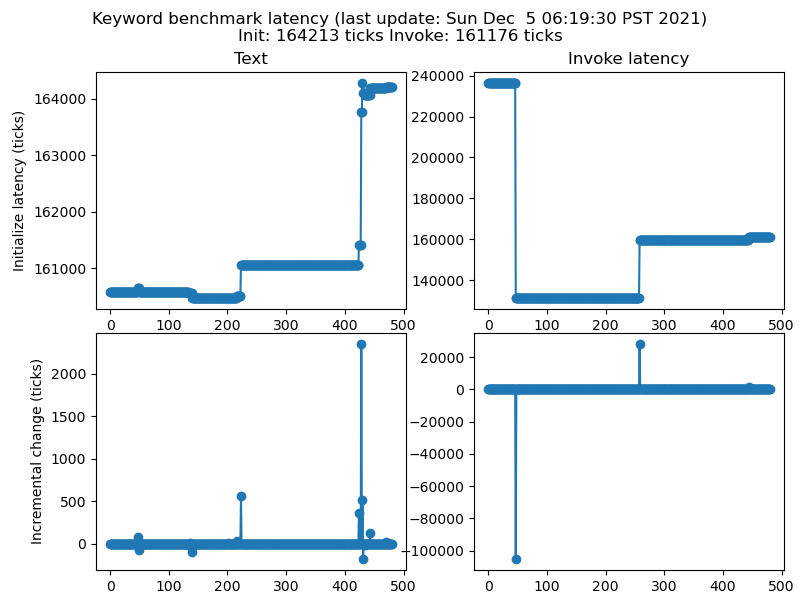 Keyword benchmark latency (last update: Sun Dec  5 06:19:30 PST 2021)
Init: 164213 ticks Invoke: 161176 ticks
Text
Invoke latency
Initialize latency (ticks)
164000
163000
162000
161000
0 100 200 300 400 500
240000
220000
200000
180000
160000
140000
0 100 200 300 400 500
Incremental change (ticks)
2000
1500
1000
500
0
0 100 200 300 400 500
20000
0
−20000
−40000
−60000
−80000
−100000
0 100 200 300 400 500